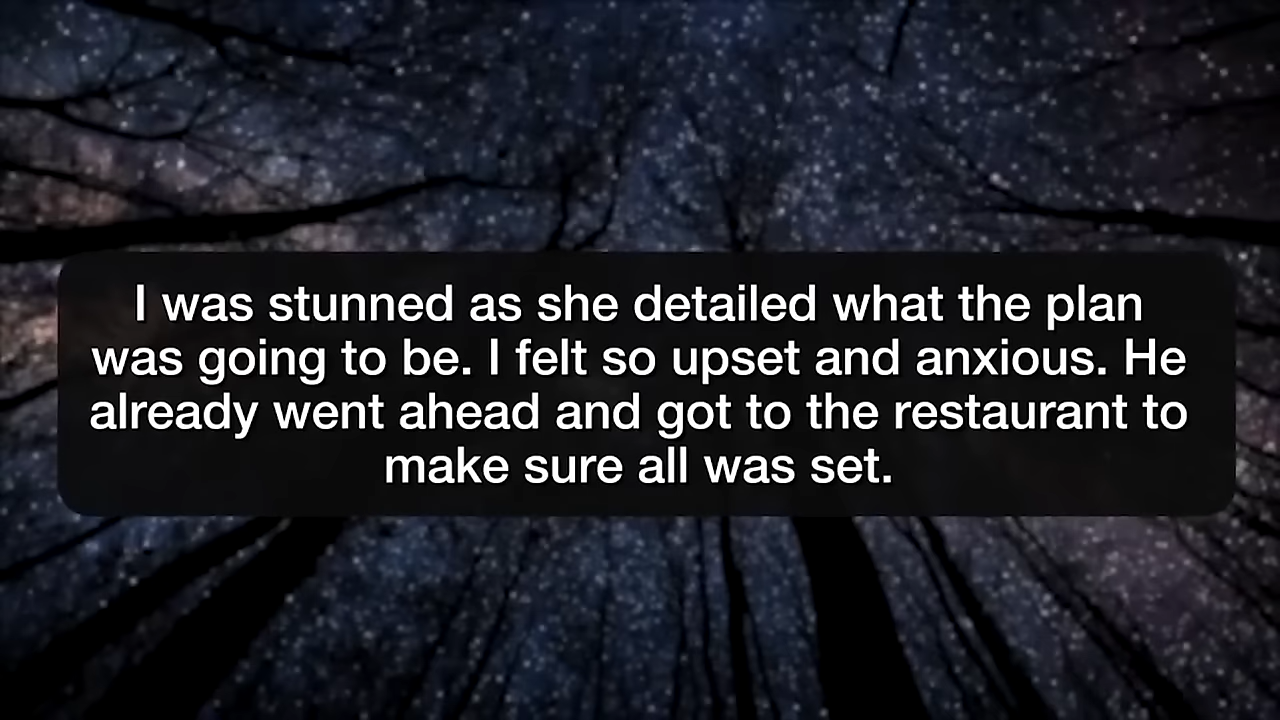 I was stunned as she detailed what the plan
was going to be. I felt so upset and anxious. He
already went ahead and got to the restaurant to
make sure all was set.